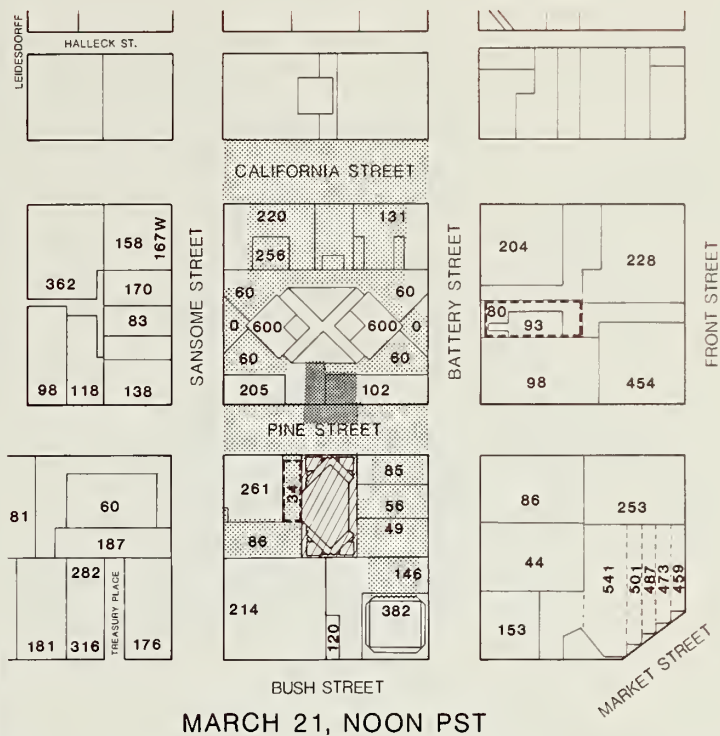 LEIDESDORFF
HALLECK ST.
CALIFORNIA STREET
158 167W 220 131 204 228
362 170 256
SANSOME STREET
BATTERY STREET
FRONT STREET
83 60 60 80 93
0 600 600 0
60 60
98 118 138 205 102 98 454
PINE STREET
81 60 261 34 85 86 253
187 86 56 49 44
282 146 541 501 487 473 459
TREASURY PLACE
181 316 176 214 120 382 153
MARKET STREET
BUSH STREET
MARCH 21, NOON PST